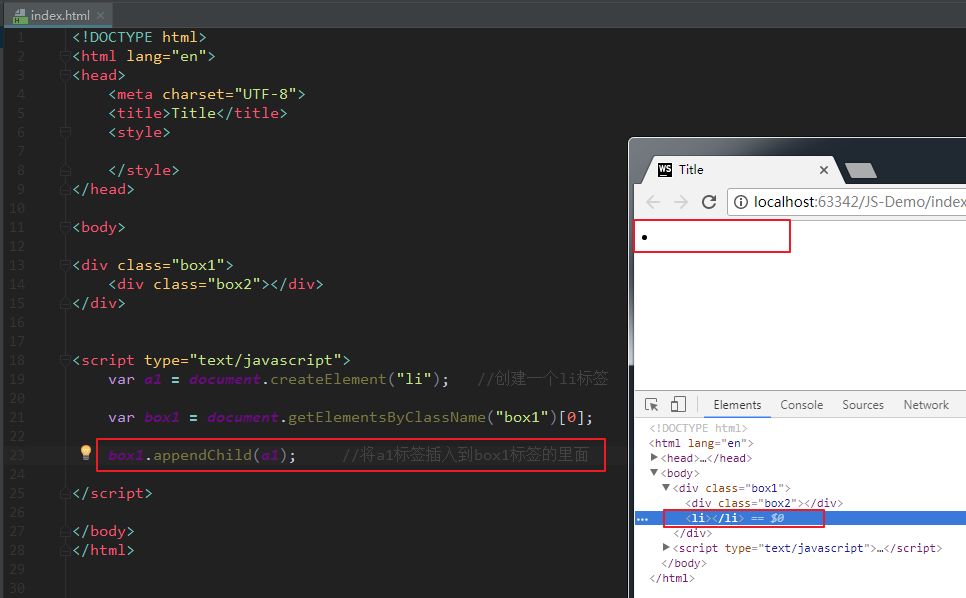 index.html
1 <!DOCTYPE html>
2 <html lang="en">
3 <head>
4 <meta charset="UTF-8">
5 <title>Title</title>
6 <style>
7
8 </style>
9 </head>
10
11 <body>
12
13 <div class="box1">
14 <div class="box2"></div>
15 </div>
16
17
18 <script type="text/javascript">
19 var a1 = document.createElement("li"); //创建一个li标签
20
21 var box1 = document.getElementsByClassName("box1")[0];
22
23 box1.appendChild(a1); //将a1标签插入到box1标签的里面
24
25 </script>
26
27 </body>
28 </html>
29
30
WS Title
localhost:63342/JS-Demo/index
•
Elements Console Sources Network
<!DOCTYPE html>
<html lang="en">
<head>…</head>
<body>
<div class="box1">
<div class="box2"></div>
... <li></li> == $0
</div>
<script type="text/javascript">…</script>
</body>
</html>